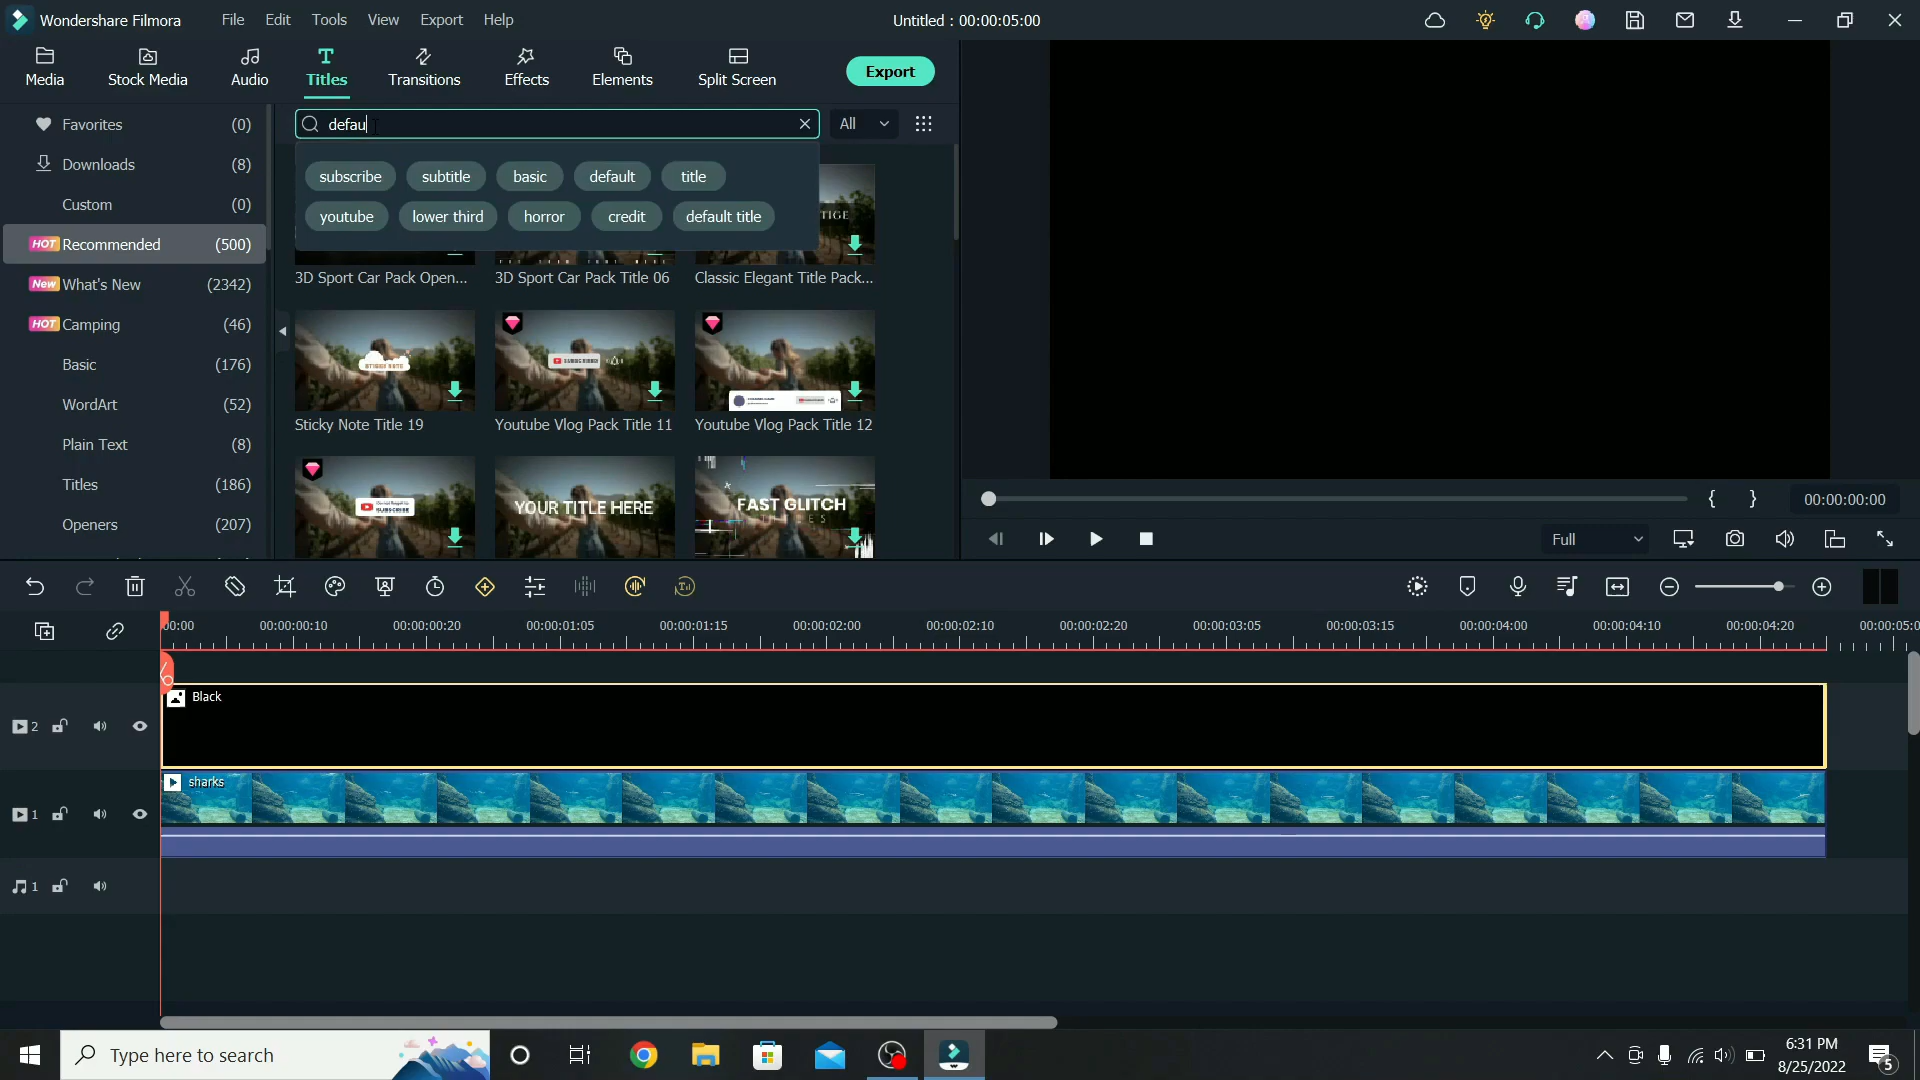 Wondershare Filmora File Edit Tools View Export Help Untitled : 00:00:05:00
Media Stock Media Audio Titles Transitions Effects Elements Split Screen Export
Favorites (0)
Downloads (8)
Custom (0)
HOT Recommended (500)
New What's New (2342)
HOT Camping (46)
Basic (176)
WordArt (52)
Plain Text (8)
Titles (186)
Openers (207)
defau All
subscribe subtitle basic default title
youtube lower third horror credit default title
3D Sport Car Pack Open... 3D Sport Car Pack Title 06 Classic Elegant Title Pack...
Sticky Note Title 19 Youtube Vlog Pack Title 11 Youtube Vlog Pack Title 12
SUBSCRIBE
YOUR TITLE HERE
FAST GLITCH
TITLES
{ } 00:00:00:00
Full
00:00 00:00:00:10 00:00:00:20 00:00:01:05 00:00:01:15 00:00:02:00 00:00:02:10 00:00:02:20 00:00:03:05 00:00:03:15 00:00:04:00 00:00:04:10 00:00:04:20 00:00:05:0
2 Black
1 sharks
1
Type here to search
6:31 PM
8/25/2022
5